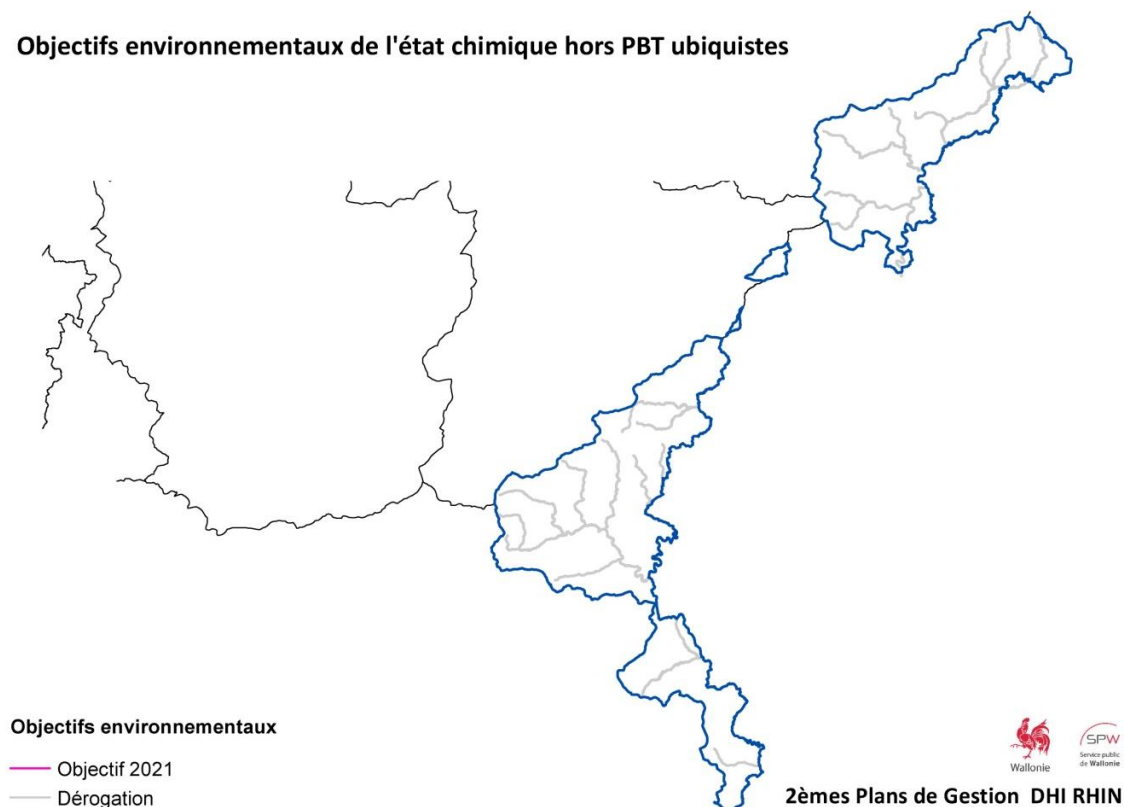 Objectifs environnementaux de l'état chimique hors PBT ubiquistes
Objectifs environnementaux
Objectif 2021
Dérogation
Wallonie
SPW
Service public
de Wallonie
2èmes Plans de Gestion DHI RHIN